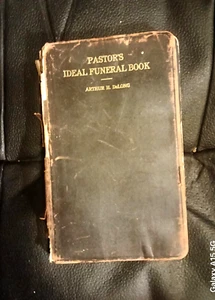 PASTOR'S
IDEAL FUNERAL BOOK
ARTHUR H. DeLONG
Galaxy A15 5G